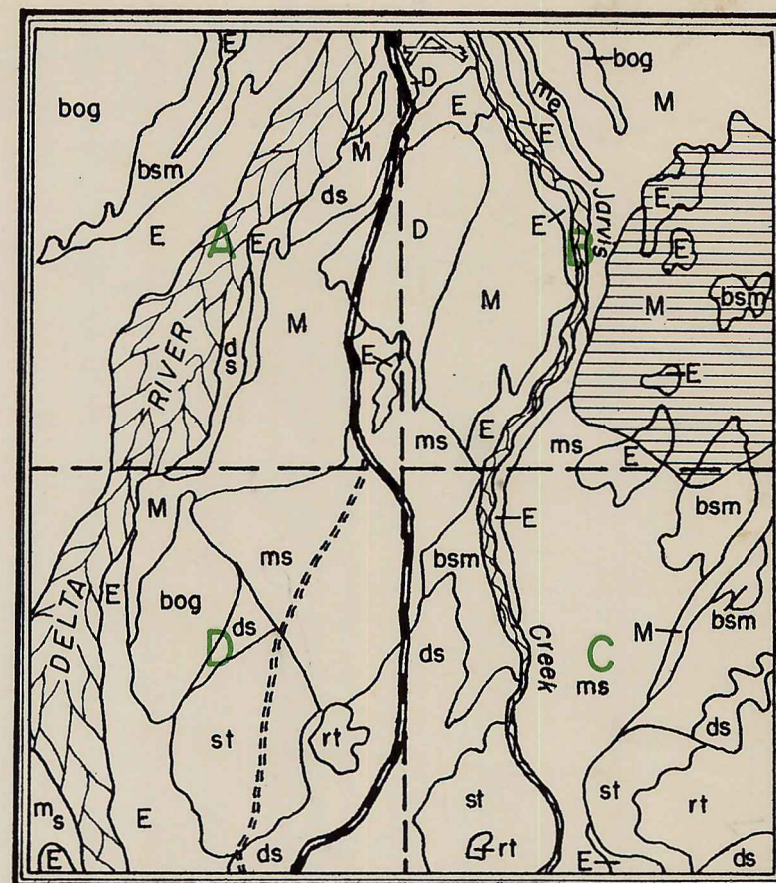 E
bog
D
E
me
M
bog
M
bsm
E
ds
E
A
E
D
E
Jarvis
B
E
E
M
M
M
bsm
RIVER
ds
E
E
ms
E
ms
E
M
E
bsm
ms
bsm
DELTA
E
bog
ds
D
ds
Creek
C
ms
M
bsm
ds
st
rt
st
st
rt
ms
E
rt
E
ds
E
ds